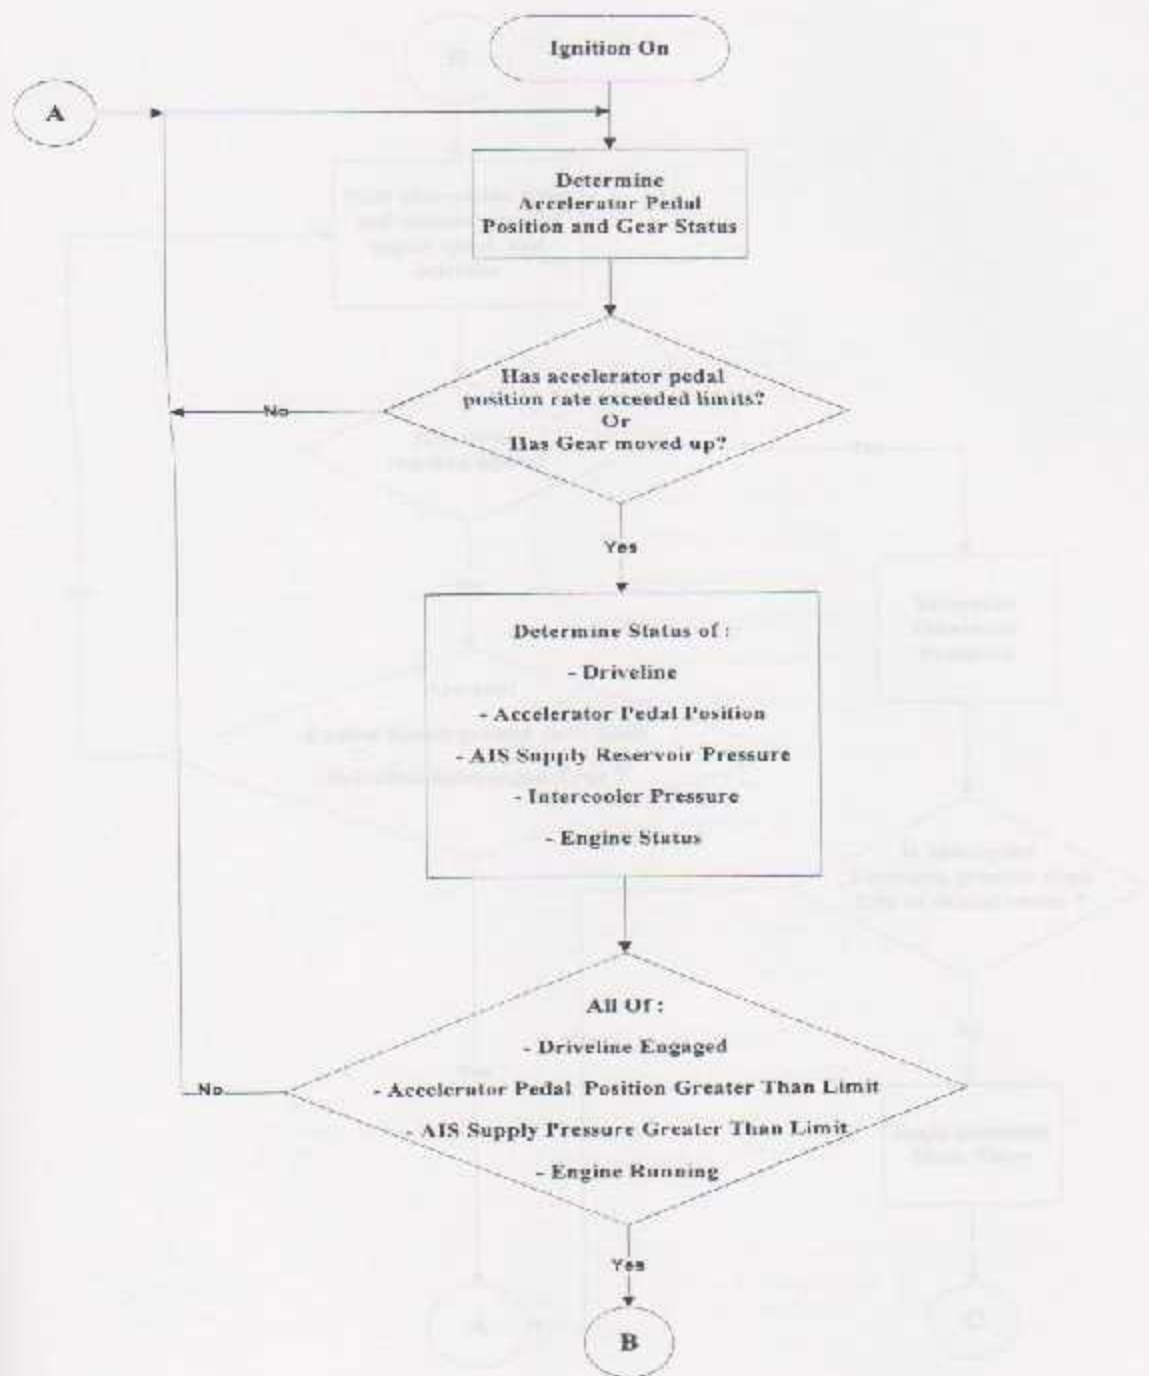 Ignition On
A
Determine
Accelerator Pedal
Position and Gear Status
Has accelerator pedal
position rate exceeded limits?
Or
Has Gear moved up?
No
Yes
Determine Status of :
- Driveline
- Accelerator Pedal Position
- AIS Supply Reservoir Pressure
- Intercooler Pressure
- Engine Status
All Of :
- Driveline Engaged
- Accelerator Pedal Position Greater Than Limit
- AIS Supply Pressure Greater Than Limit
- Engine Running
No
Yes
B